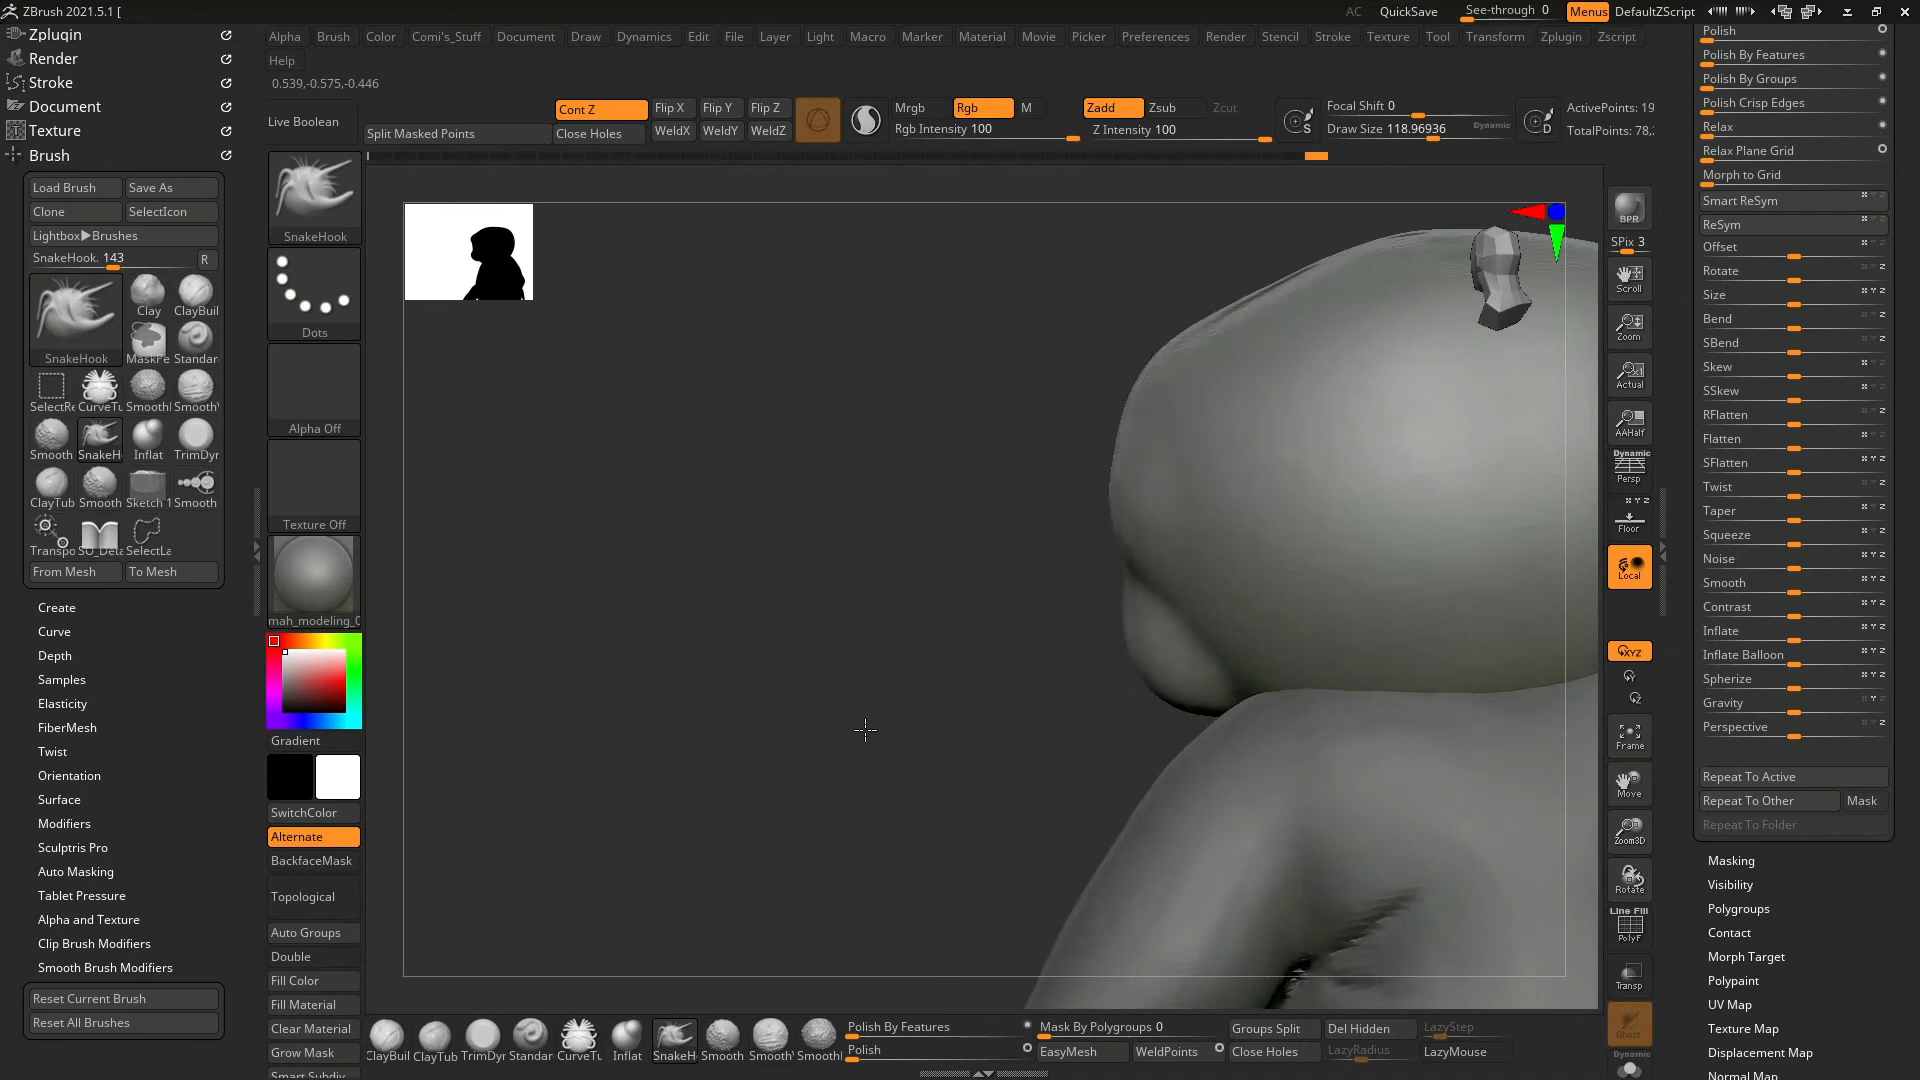 ZBrush 2021.5.1 [
AC
QuickSave
See-through 0
Menus
DefaultZScript
Zplugin
Render
Stroke
Document
Texture
Brush
Alpha Brush Color Comi's_Stuff Document Draw Dynamics Edit File Layer Light Macro Marker Material Movie Picker Preferences Render Stencil Stroke Texture Tool Transform Zplugin Zscript
Help
0.539,-0.575,-0.446
Live Boolean
Split Masked Points
Cont Z
Close Holes
Flip X Flip Y Flip Z
WeldX WeldY WeldZ
Mrgb Rgb M
Rgb Intensity 100
Zadd Zsub Zcut
Z Intensity 100
S
Focal Shift 0
Draw Size 118.96936
Dynamic
D
ActivePoints: 19
TotalPoints: 78,
Load Brush Save As
Clone SelectIcon
Lightbox▶Brushes
SnakeHook. 143
R
SnakeHook
Clay ClayBuil
MaskPe Standar
SelectRe CurveTu Smooth
Smooth SnakeH Inflat TrimDyr
ClayTub Smooth Sketch 1 Smooth
Transpo SelectLa
From Mesh To Mesh
Create
Curve
Depth
Samples
Elasticity
FiberMesh
Twist
Orientation
Surface
Modifiers
Sculptris Pro
Auto Masking
Tablet Pressure
Alpha and Texture
Clip Brush Modifiers
Smooth Brush Modifiers
Reset Current Brush
Reset All Brushes
SnakeHook
Dots
Alpha Off
Texture Off
mah_modeling_0
Gradient
SwitchColor
Alternate
BackfaceMask
Topological
Auto Groups
Double
Fill Color
Fill Material
Clear Material
Grow Mask
Smart Subdiv
BPR
SPix 3
Scroll
Zoom
Actual
AAHalf
Dynamic
Persp
Floor
Local
XYZ
Frame
Move
Zoom3D
Rotate
Line Fill
PolyF
Transp
Ghost
Dynamic
Polish
Polish By Features
Polish By Groups
Polish Crisp Edges
Relax
Relax Plane Grid
Morph to Grid
Smart ReSym
ReSym
Offset
Rotate
Size
Bend
SBend
Skew
SSkew
RFlatten
Flatten
SFlatten
Twist
Taper
Squeeze
Noise
Smooth
Contrast
Inflate
Inflate Balloon
Spherize
Gravity
Perspective
Repeat To Active
Repeat To Other Mask
Repeat To Folder
Masking
Visibility
Polygroups
Contact
Morph Target
Polypaint
UV Map
Texture Map
Displacement Map
Normal Map
ClayBuil ClayTub TrimDyr Standar CurveTu Inflat SnakeH Smooth
Polish By Features
Polish
Mask By Polygroups 0
EasyMesh WeldPoints
Groups Split
Close Holes
Del Hidden
LazyRadius
LazyStep
LazyMouse